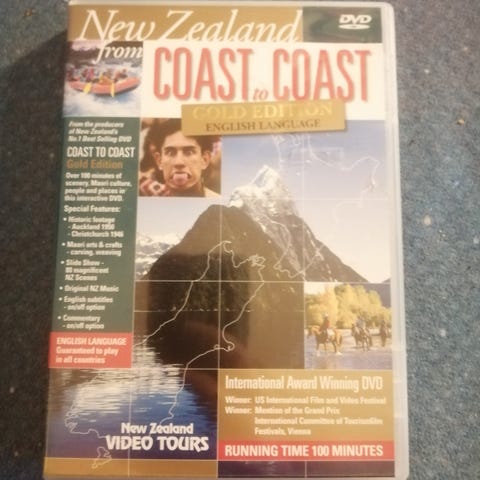 New Zealand
from
COAST to COAST
DVD
GOLD EDITION
ENGLISH LANGUAGE
From the producers
of New Zealand's
No.1 Best Selling DVD
COAST TO COAST
Gold Edition
Over 100 minutes of
scenery, Maori culture,
people and places in
this interactive DVD.
Special Features:
• Historic footage
- Auckland 1950
- Christchurch 1946
• Maori arts & crafts
- carving, weaving
• Slide Show -
80 magnificent
NZ Scenes
• Original NZ Music
• English subtitles
- on/off option
• Commentary
- on/off option
ENGLISH LANGUAGE
Guaranteed to play
in all countries
New Zealand
VIDEO TOURS
International Award Winning DVD
Winner: US International Film and Video Festival
Winner: Mention of the Grand Prix
International Committee of Tourismfilm
Festivals, Vienna
RUNNING TIME 100 MINUTES